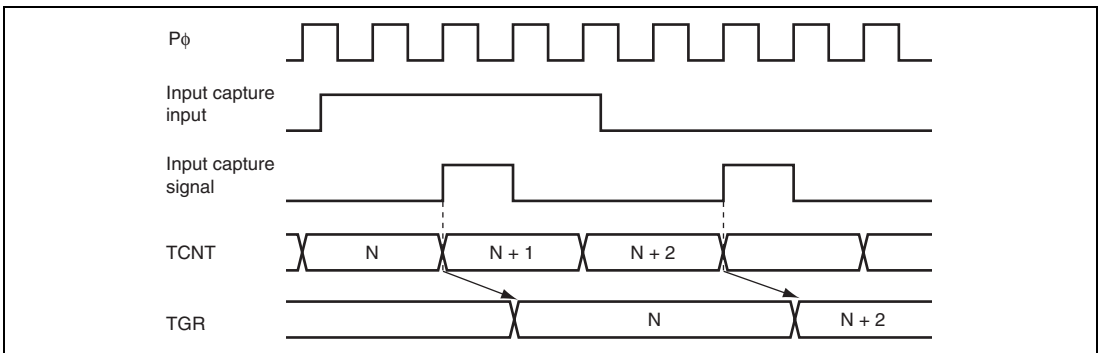 Pφ
Input capture
input
Input capture
signal
TCNT N N + 1 N + 2
TGR N N + 2